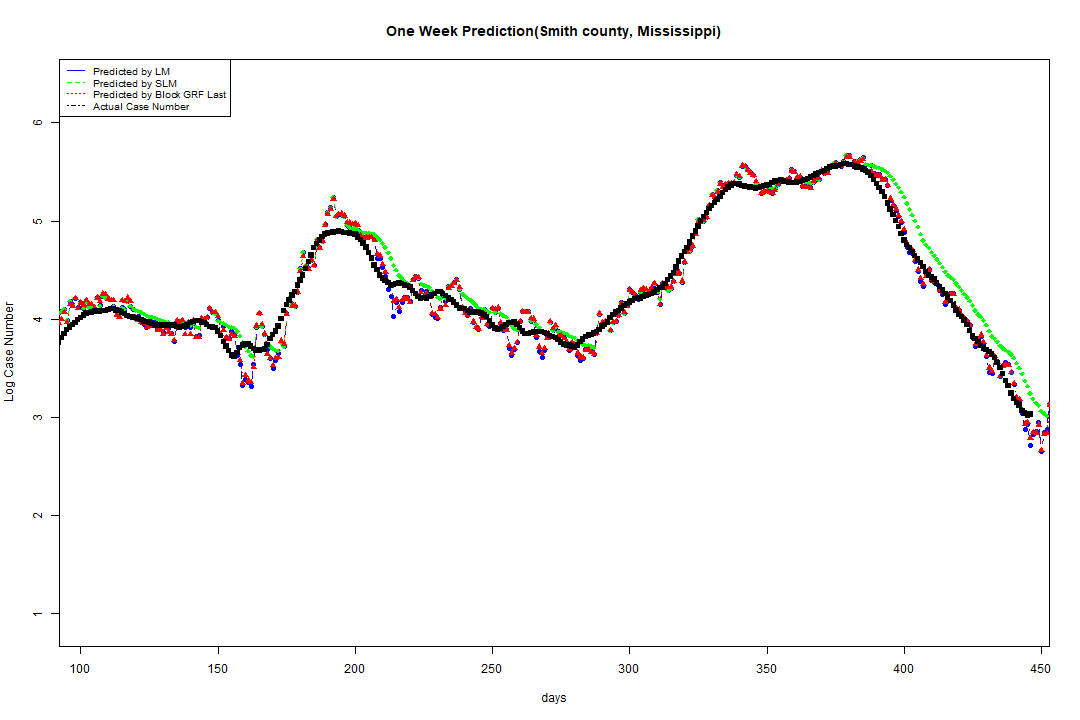 One Week Prediction(Smith county, Mississippi)
Predicted by LM
Predicted by SLM
Predicted by Block GRF Last
Actual Case Number
6
5
4
3
2
1
Log Case Number
100 150 200 250 300 350 400 450
days